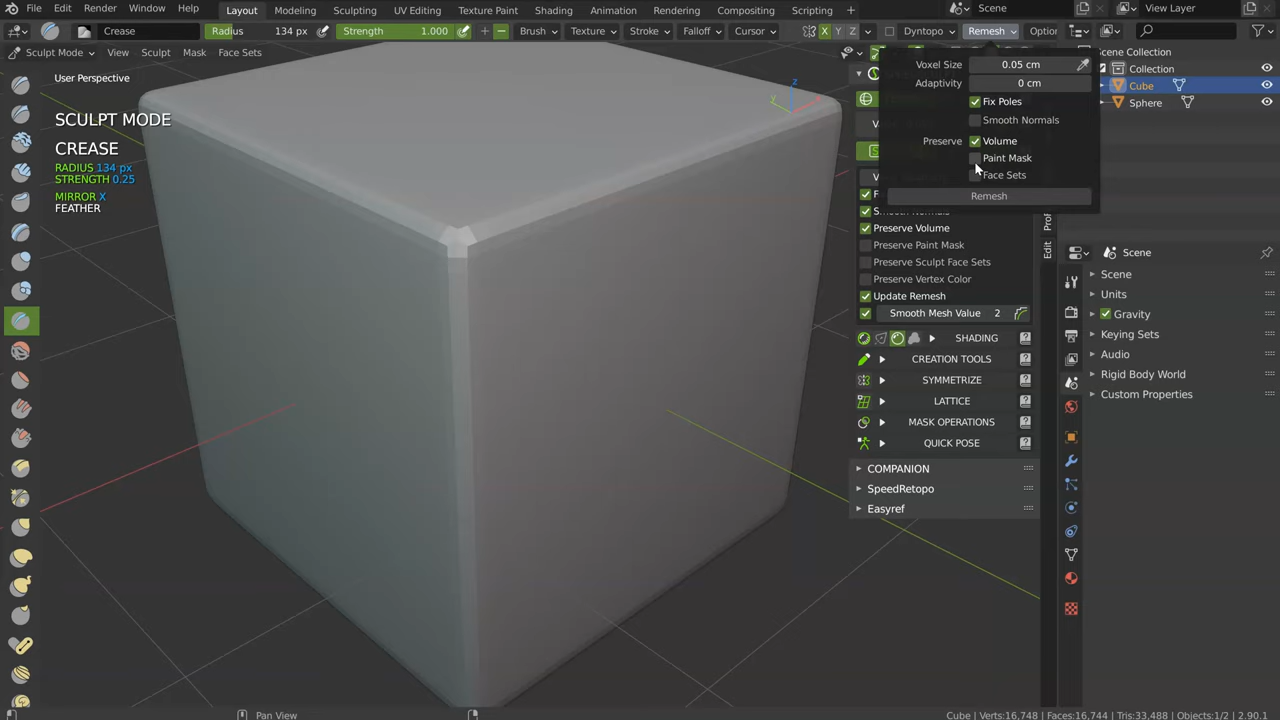 File Edit Render Window Help Layout Modeling Sculpting UV Editing Texture Paint Shading Animation Rendering Compositing Scripting Scene View Layer
Crease Radius 134 px Strength 1.000 Brush Texture Stroke Falloff Cursor X Y Z Dyntopo Remesh Option
Sculpt Mode View Sculpt Mask Face Sets
Scene Collection
User Perspective
SCULPT MODE
CREASE
RADIUS 134 px
STRENGTH 0.25
MIRROR X
FEATHER
Z
Y
Voxel Size 0.05 cm
Adaptivity 0 cm
Fix Poles
Smooth Normals
Preserve Volume
Paint Mask
Face Sets
Remesh
Collection
Cube
Sphere
Edit
Preserve Volume
Preserve Paint Mask
Preserve Sculpt Face Sets
Preserve Vertex Color
Update Remesh
Smooth Mesh Value 2
SHADING
CREATION TOOLS
SYMMETRIZE
LATTICE
MASK OPERATIONS
QUICK POSE
COMPANION
SpeedRetopo
Easyref
Scene
Scene
Units
Gravity
Keying Sets
Audio
Rigid Body World
Custom Properties
Pan View
Cube | Verts:16,748 | Faces:16,744 | Tris:33,488 | Objects:1/2 | 2.90.1